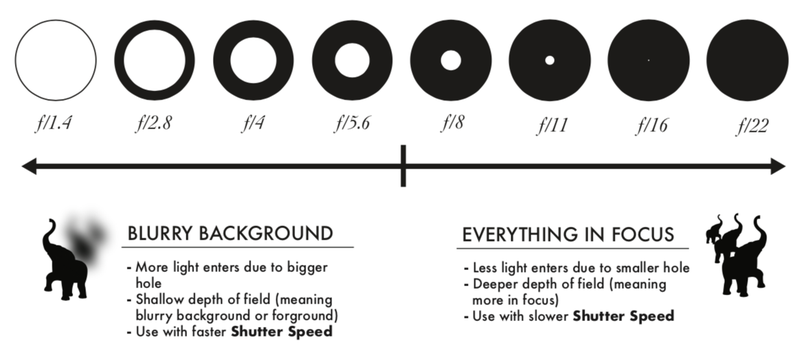 f/1.4 f/2.8 f/4 f/5.6 f/8 f/11 f/16 f/22
BLURRY BACKGROUND
- More light enters due to bigger
hole
- Shallow depth of field (meaning
blurry background or forground)
- Use with faster Shutter Speed
EVERYTHING IN FOCUS
- Less light enters due to smaller hole
- Deeper depth of field (meaning
more in focus)
- Use with slower Shutter Speed